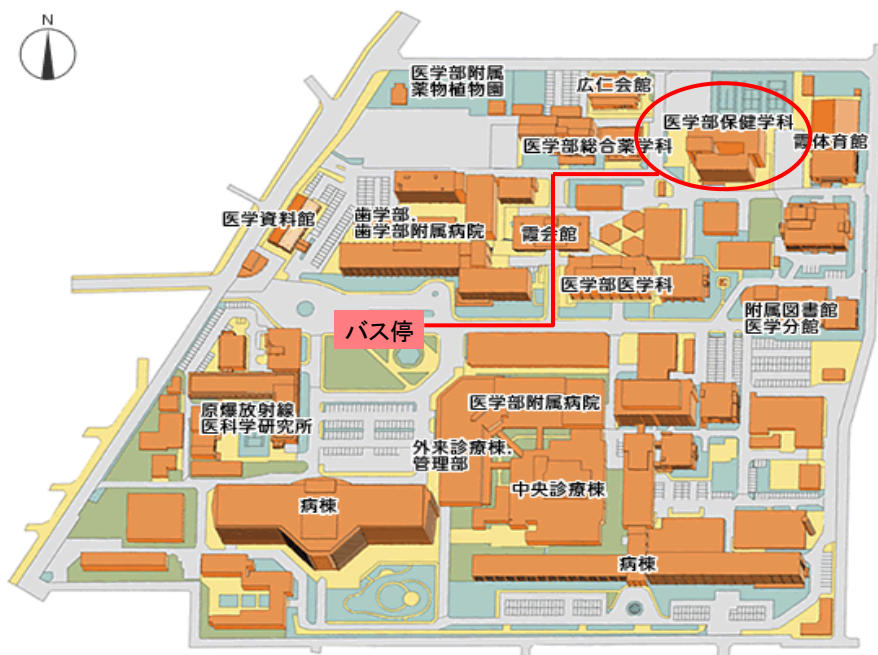 N
医学部附属
薬物植物園
広仁会館
医学部保健学科
医学部総合薬学科
霞体育館
医学資料館
歯学部,
歯学部附属病院
霞会館
医学部医学科
附属図書館
医学分館
バス停
原爆放射線
医科学研究所
医学部附属病院
外来診療棟,
管理部
中央診療棟
病棟
病棟